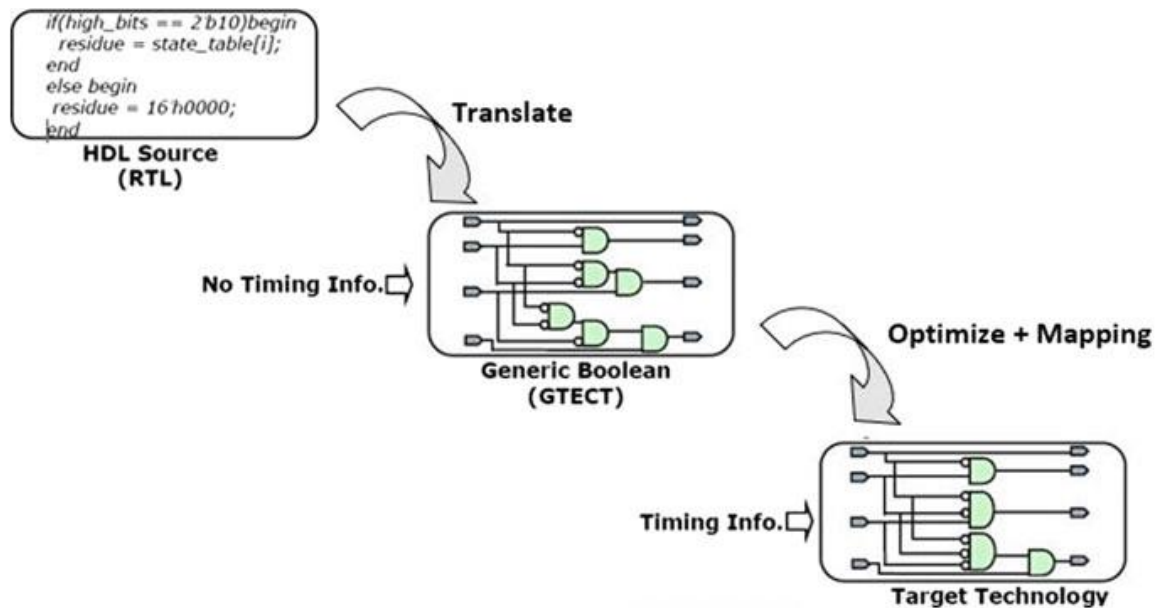 if(high_bits == 2'b10)begin
residue = state_table[i];
end
else begin
residue = 16'h0000;
end
HDL Source
(RTL)
Translate
No Timing Info.
Generic Boolean
(GTECT)
Optimize + Mapping
Timing Info.
Target Technology